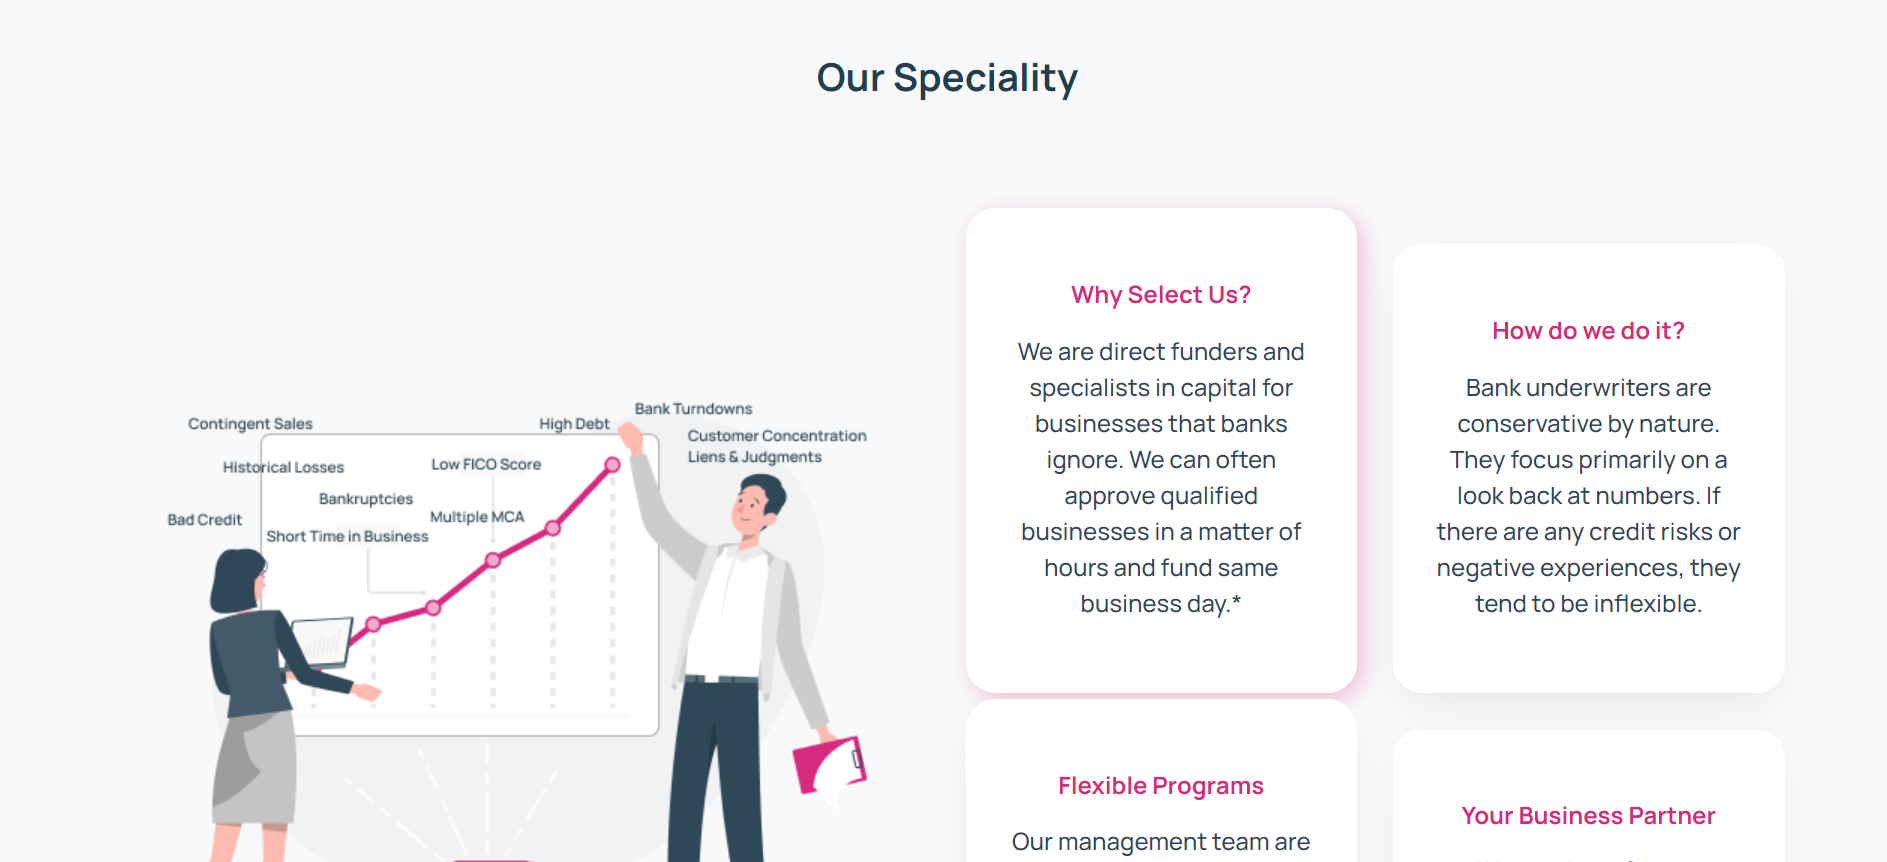 Our Speciality
Contingent Sales
High Debt
Bank Turndowns
Customer Concentration
Liens & Judgments
Historical Losses
Low FICO Score
Bankruptcies
Bad Credit
Multiple MCA
Short Time in Business
Why Select Us?
We are direct funders and
specialists in capital for
businesses that banks
ignore. We can often
approve qualified
businesses in a matter of
hours and fund same
business day.*
How do we do it?
Bank underwriters are
conservative by nature.
They focus primarily on a
look back at numbers. If
there are any credit risks or
negative experiences, they
tend to be inflexible.
Flexible Programs
Our management team are
Your Business Partner